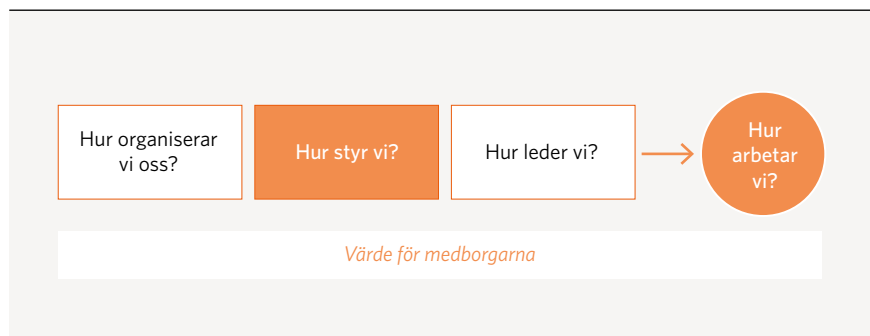 Hur organiserar
vi oss?
Hur styr vi?
Hur leder vi?
Hur
arbetar
vi?
Värde för medborgarna